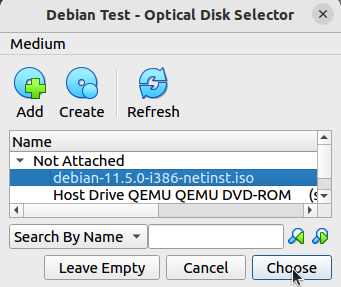 Debian Test - Optical Disk Selector
Medium
Add Create Refresh
Name
Not Attached
debian-11.5.0-i386-netinst.iso
Host Drive QEMU QEMU DVD-ROM (s
Search By Name
Leave Empty Cancel Choose